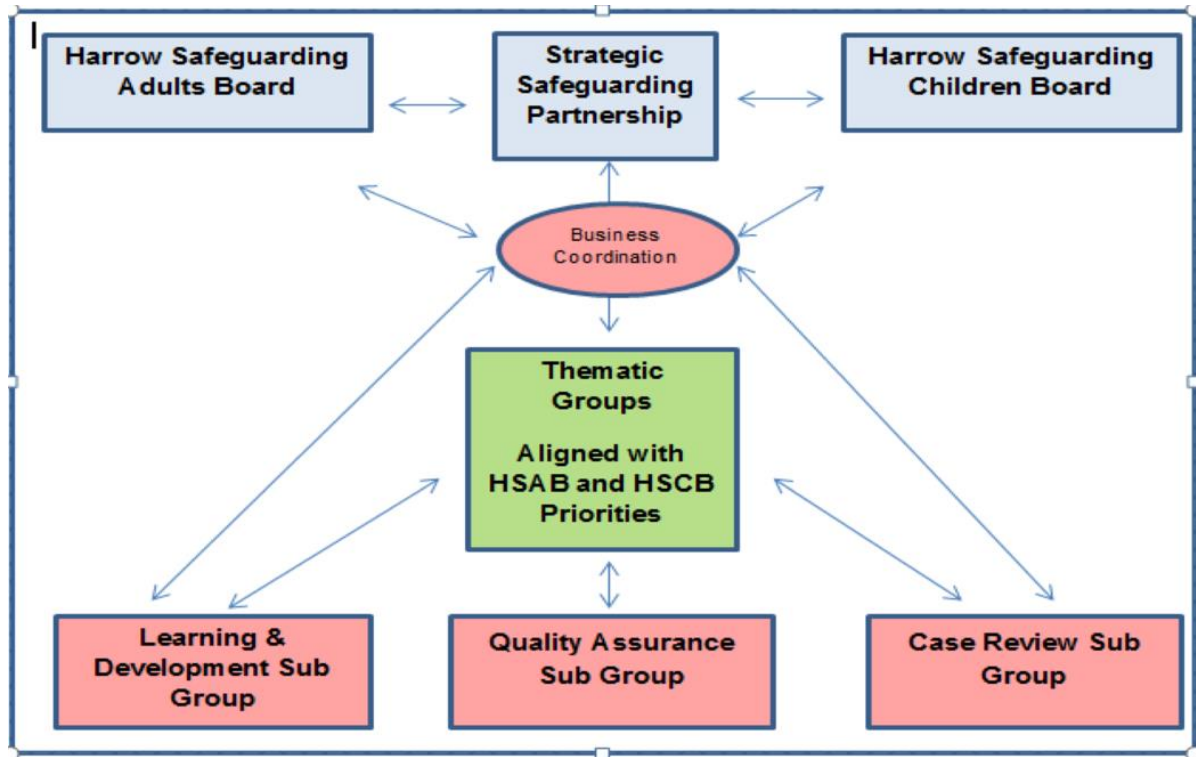 Harrow Safeguarding
Adults Board
Strategic
Safeguarding
Partnership
Harrow Safeguarding
Children Board
Business
Coordination
Thematic
Groups
Aligned with
HSAB and HSCB
Priorities
Learning &
Development Sub
Group
Quality Assurance
Sub Group
Case Review Sub
Group